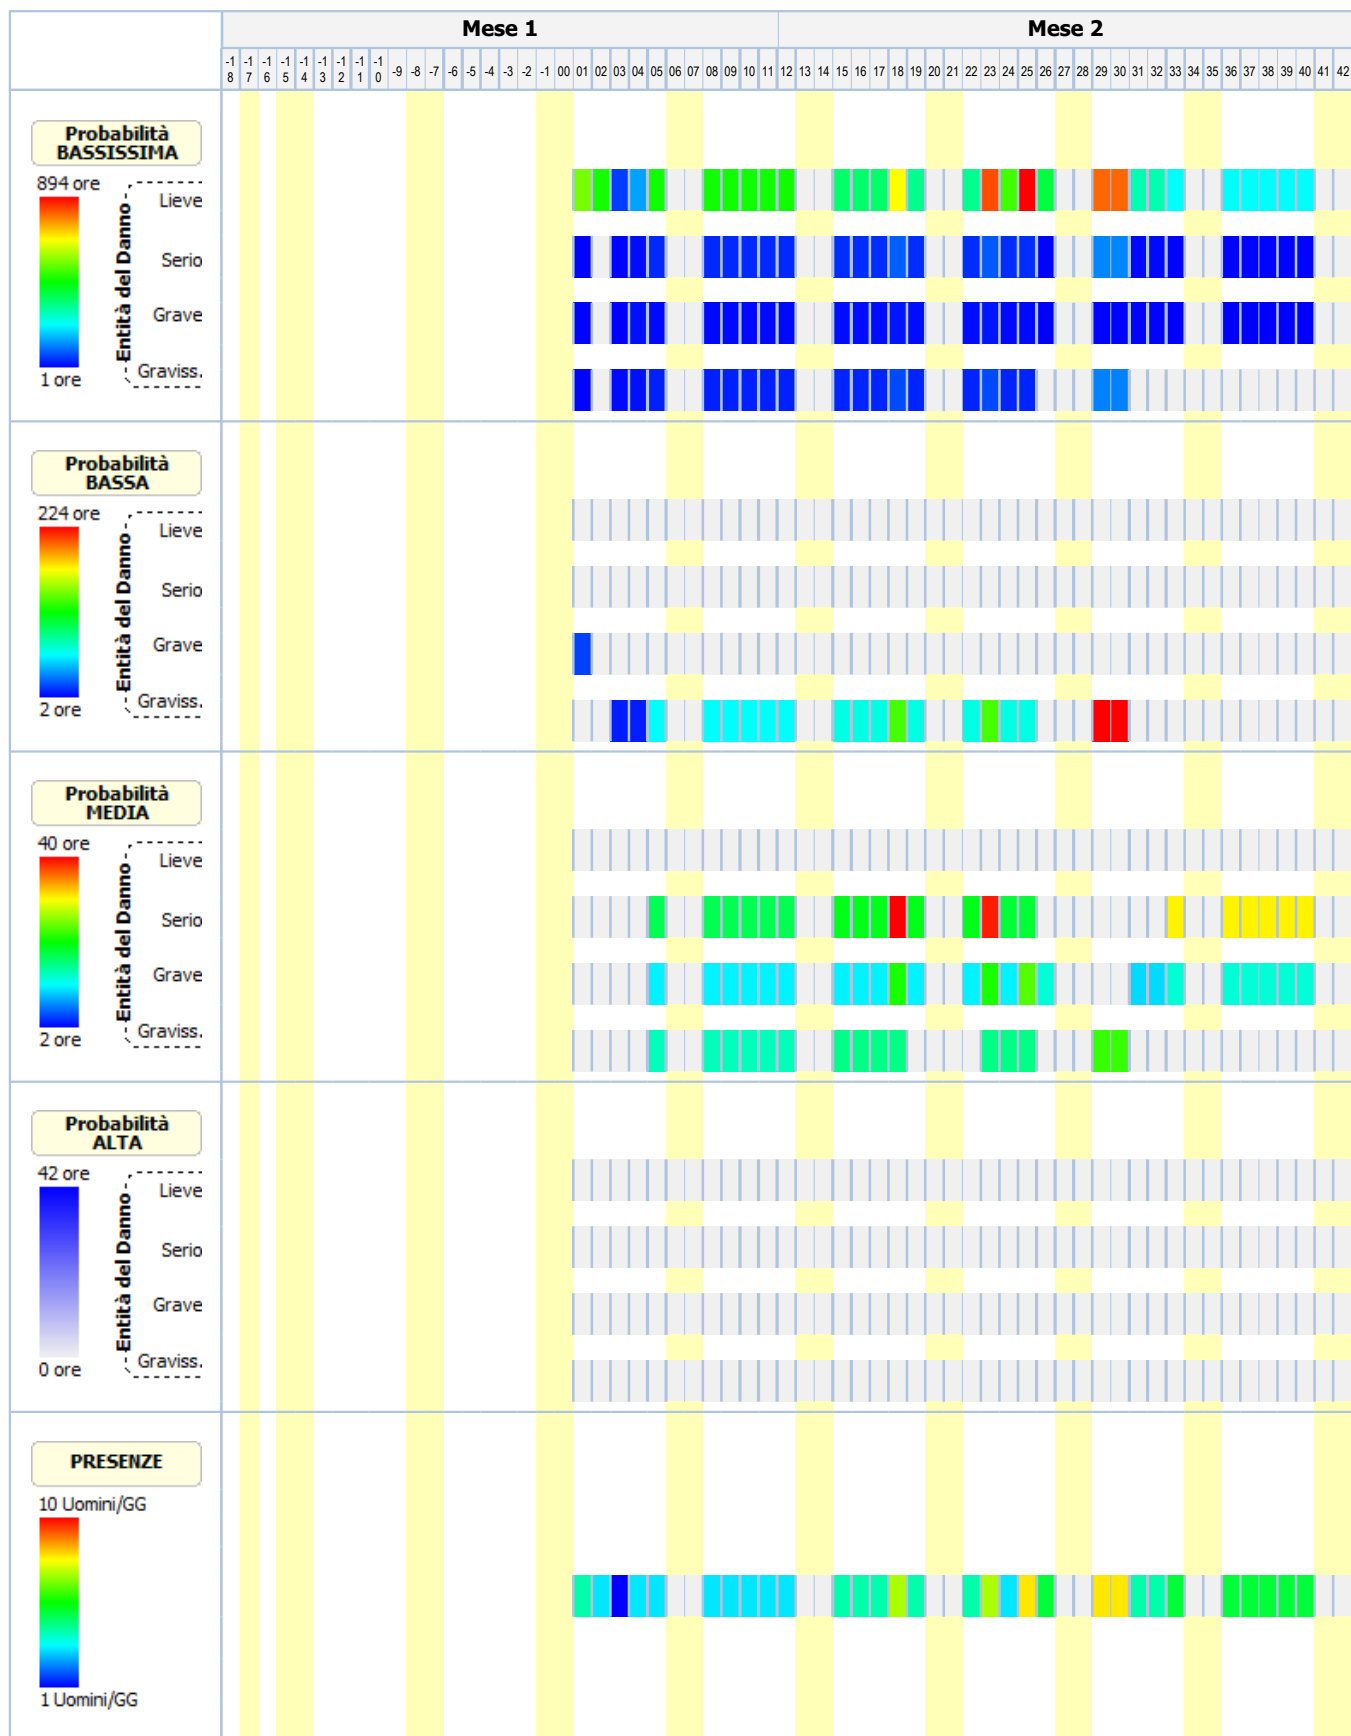 Mese 1 Mese 2
-18 -17 -16 -15 -14 -13 -12 -11 -10 -9 -8 -7 -6 -5 -4 -3 -2 -1 00 01 02 03 04 05 06 07 08 09 10 11 12 13 14 15 16 17 18 19 20 21 22 23 24 25 26 27 28 29 30 31 32 33 34 35 36 37 38 39 40 41 42
Probabilità
BASSISSIMA
894 ore
Entità del Danno
Lieve
Serio
Grave
Graviss.
1 ore
Probabilità
BASSA
224 ore
Entità del Danno
Lieve
Serio
Grave
Graviss.
2 ore
Probabilità
MEDIA
40 ore
Entità del Danno
Lieve
Serio
Grave
Graviss.
2 ore
Probabilità
ALTA
42 ore
Entità del Danno
Lieve
Serio
Grave
Graviss.
0 ore
PRESENZE
10 Uomini/GG
1 Uomini/GG